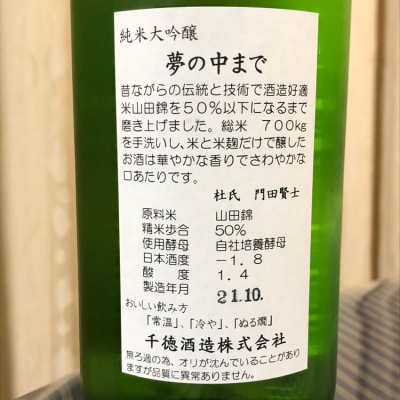 純米大吟醸
夢の中まで
昔ながらの伝統と技術で酒造好適
米山田錦を50%以下になるまで
磨き上げました。総米 700kg
を手洗いし、米と米麹だけで醸した
お酒は華やかな香りでさわやかな
口あたりです。
杜氏 門田賢士
原料米 山田錦
精米歩合 50%
使用酵母 自社培養酵母
日本酒度 －1.8
酸度 1.4
製造年月 21.10.
おいしい飲み方
「常温」、「冷や」、「ぬる燗」
千徳酒造株式会社
無ろ過の為、オリが沈んでいることがあり
ますが品質に異常ありません。